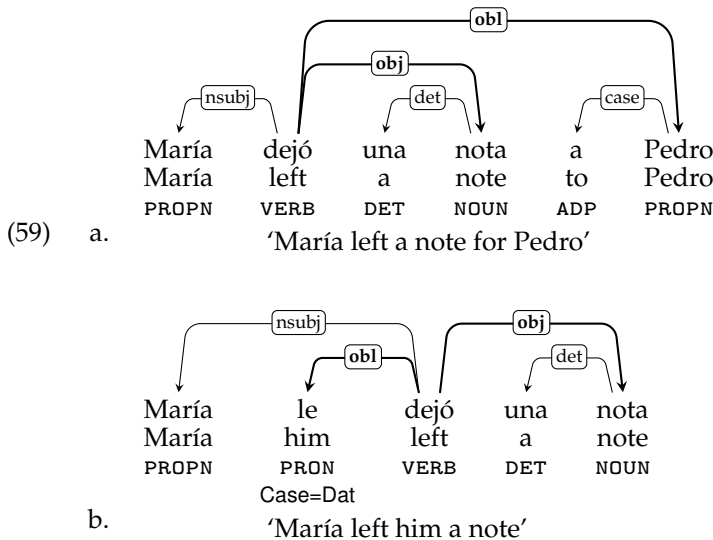 obl
obj
nsubj det case
María dejó una nota a Pedro
María left a note to Pedro
PROPN VERB DET NOUN ADP PROPN
(59) a. 'María left a note for Pedro'
nsubj obj
obl det
María le dejó una nota
María him left a note
PROPN PRON VERB DET NOUN
Case=Dat
b. 'María left him a note'